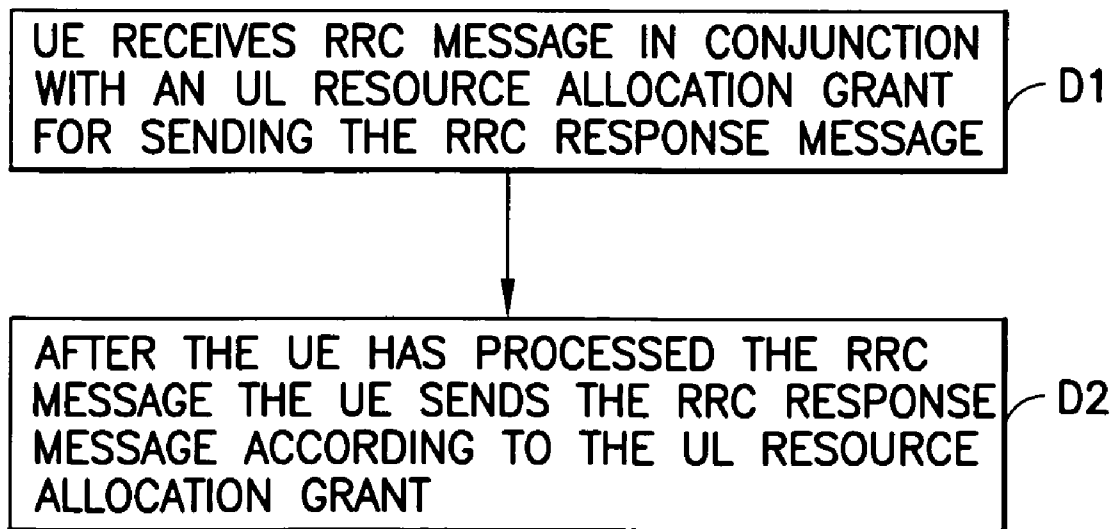 UE RECEIVES RRC MESSAGE IN CONJUNCTION
WITH AN UL RESOURCE ALLOCATION GRANT
FOR SENDING THE RRC RESPONSE MESSAGE
D1
AFTER THE UE HAS PROCESSED THE RRC
MESSAGE THE UE SENDS THE RRC RESPONSE
MESSAGE ACCORDING TO THE UL RESOURCE
ALLOCATION GRANT
D2